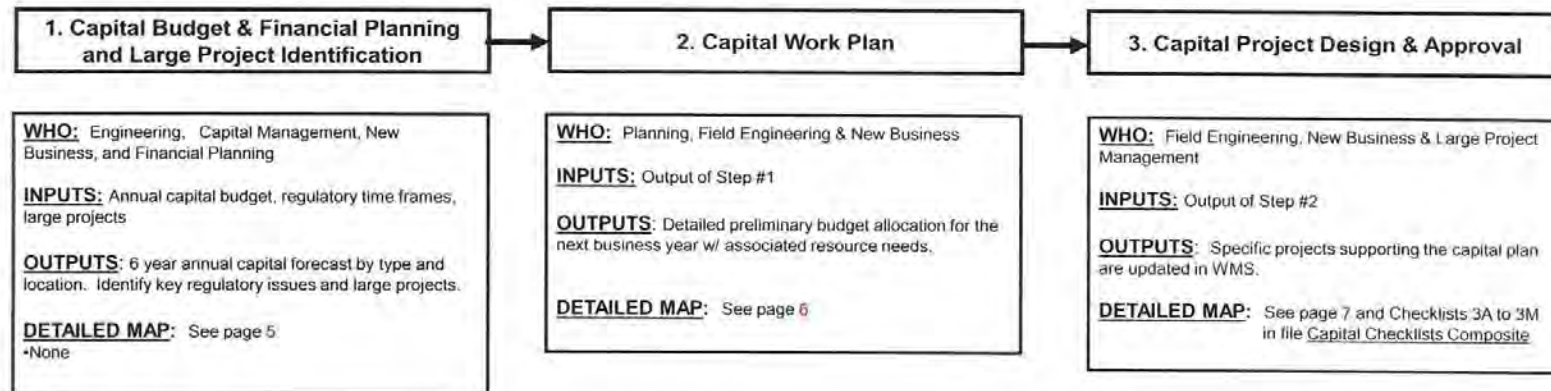 1. Capital Budget & Financial Planning
and Large Project Identification
2. Capital Work Plan
3. Capital Project Design & Approval
WHO: Engineering, Capital Management, New
Business, and Financial Planning
INPUTS: Annual capital budget, regulatory time frames,
large projects
OUTPUTS: 6 year annual capital forecast by type and
location. Identify key regulatory issues and large projects.
DETAILED MAP: See page 5
•None
WHO: Planning, Field Engineering & New Business
INPUTS: Output of Step #1
OUTPUTS: Detailed preliminary budget allocation for the
next business year w/ associated resource needs.
DETAILED MAP: See page 6
WHO: Field Engineering, New Business & Large Project
Management
INPUTS: Output of Step #2
OUTPUTS: Specific projects supporting the capital plan
are updated in WMS.
DETAILED MAP: See page 7 and Checklists 3A to 3M
in file Capital Checklists Composite